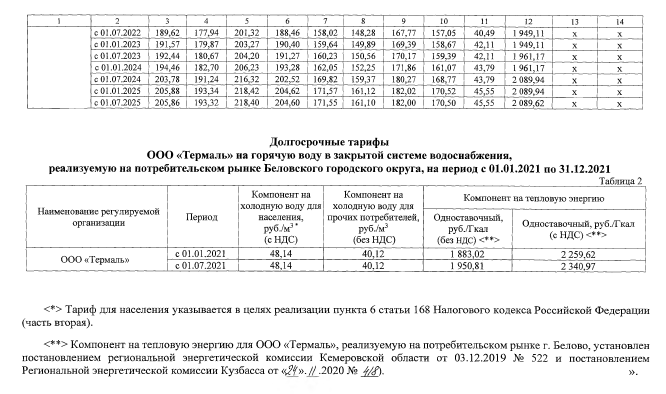 1 2 3 4 5 6 7 8 9 10 11 12 13 14
с 01.07.2022 189,62 177,94 201,32 188,46 158,02 148,28 167,77 157,05 40,49 1 949,11 x x
с 01.01.2023 191,57 179,87 203,27 190,40 159,64 149,89 169,39 158,67 42,11 1 949,11 x x
с 01.07.2023 192,44 180,67 204,20 191,27 160,23 150,56 170,17 159,39 42,11 1 961,17 x x
с 01.01.2024 194,46 182,70 206,23 193,28 162,05 152,25 171,86 161,07 43,79 1 961,17 x x
с 01.07.2024 203,78 191,24 216,32 202,52 169,82 159,37 180,27 168,77 43,79 2 089,94 x x
с 01.01.2025 205,88 193,34 218,42 204,62 171,57 161,12 182,02 170,52 45,55 2 089,94 x x
с 01.07.2025 205,86 193,32 218,40 204,60 171,55 161,10 182,00 170,50 45,55 2 089,62 x x
Долгосрочные тарифы
ООО «Термаль» на горячую воду в закрытой системе водоснабжения,
реализуемую на потребительском рынке Беловского городского округа, на период с 01.01.2021 по 31.12.2021
Таблица 2
Наименование регулируемой организации
Период
Компонент на холодную воду для населения, руб./м³ * (с НДС)
Компонент на холодную воду для прочих потребителей, руб./м³ (без НДС)
Компонент на тепловую энергию
Одноставочный, руб./Гкал (без НДС) <**>
Одноставочный, руб./Гкал (с НДС) <**>
ООО «Термаль»
с 01.01.2021 48,14 40,12 1 883,02 2 259,62
с 01.07.2021 48,14 40,12 1 950,81 2 340,97
<*> Тариф для населения указывается в целях реализации пункта 6 статьи 168 Налогового кодекса Российской Федерации
(часть вторая).
<**> Компонент на тепловую энергию для ООО «Термаль», реализуемую на потребительском рынке г. Белово, установлен
постановлением региональной энергетической комиссии Кемеровской области от 03.12.2019 № 522 и постановлением
Региональной энергетической комиссии Кузбасса от «24».11.2020 № 418). ».